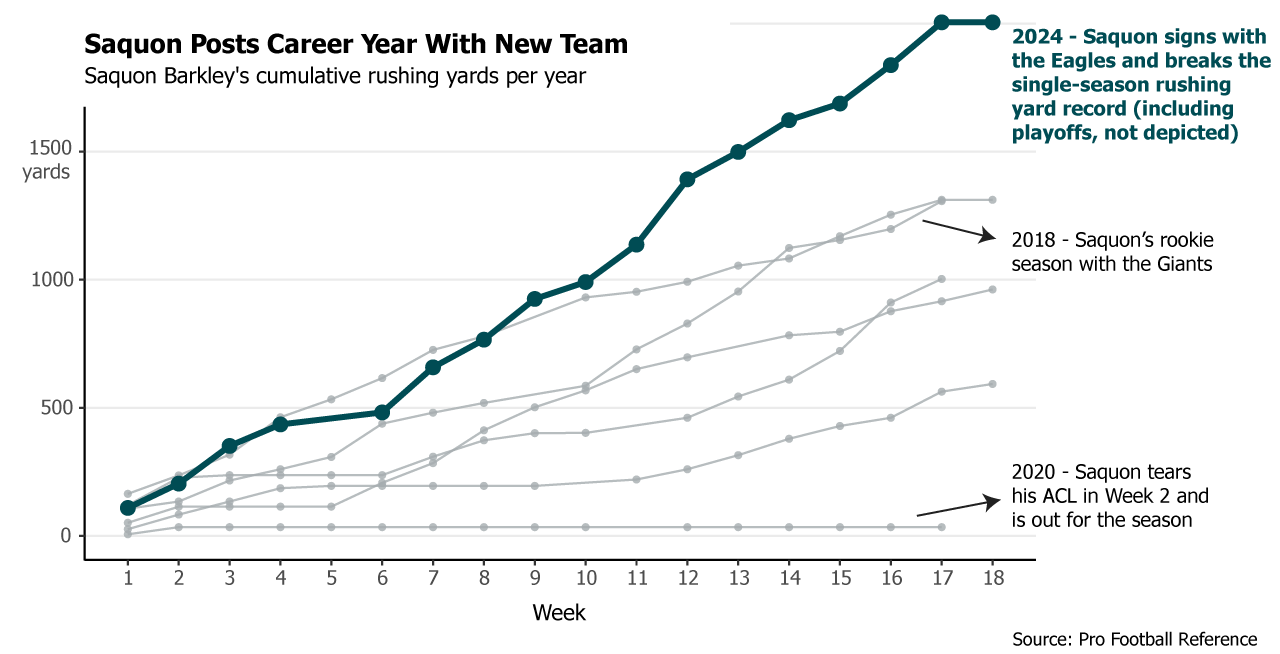 Saquon Posts Career Year With New Team
Saquon Barkley's cumulative rushing yards per year
2024 - Saquon signs with
the Eagles and breaks the
single-season rushing
yard record (including
playoffs, not depicted)
1500
yards
1000
500
0
2018 - Saquon’s rookie
season with the Giants
2020 - Saquon tears
his ACL in Week 2 and
is out for the season
1 2 3 4 5 6 7 8 9 10 11 12 13 14 15 16 17 18
Week
Source: Pro Football Reference